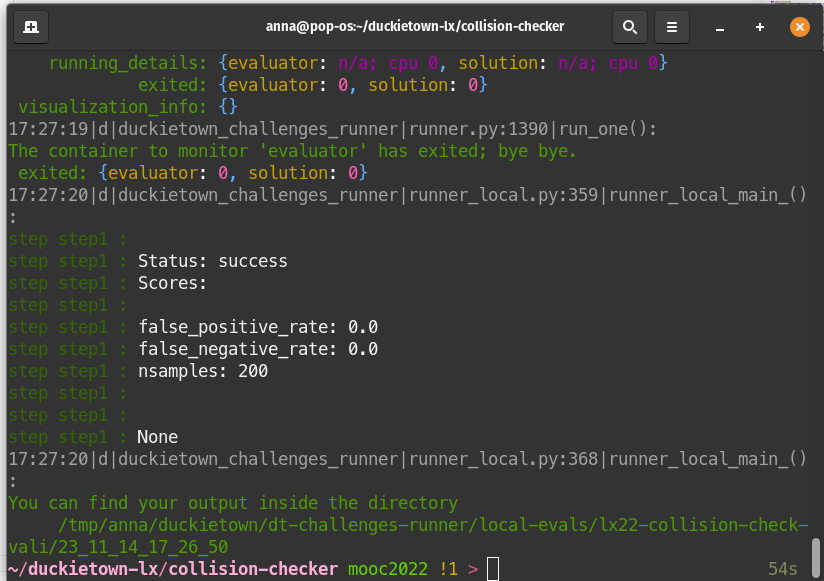 anna@pop-os:~/duckietown-lx/collision-checker
running_details: {evaluator: n/a; cpu 0, solution: n/a; cpu 0}
exited: {evaluator: 0, solution: 0}
visualization_info: {}
17:27:19|d|duckietown_challenges_runner|runner.py:1390|run_one():
The container to monitor 'evaluator' has exited; bye bye.
exited: {evaluator: 0, solution: 0}
17:27:20|d|duckietown_challenges_runner|runner_local.py:359|runner_local_main_()
:
step step1 :
step step1 : Status: success
step step1 : Scores:
step step1 :
step step1 : false_positive_rate: 0.0
step step1 : false_negative_rate: 0.0
step step1 : nsamples: 200
step step1 :
step step1 :
step step1 : None
17:27:20|d|duckietown_challenges_runner|runner_local.py:368|runner_local_main_()
:
You can find your output inside the directory
/tmp/anna/duckietown/dt-challenges-runner/local-evals/lx22-collision-check-
vali/23_11_14_17_26_50
~/duckietown-lx/collision-checker mooc2022 !1 > 54s